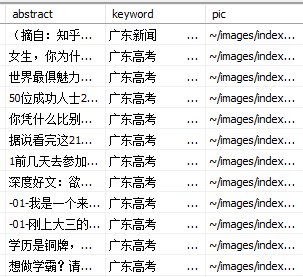 abstract keyword pic
（摘自：知乎... 广东新闻 ... ~/images/index...
女生，你为什... 广东高考 ... ~/images/index...
世界最俱魅力... 广东高考 ... ~/images/index...
50位成功人士2... 广东高考 ... ~/images/index...
你凭什么比别... 广东高考 ... ~/images/index...
据说看完这21... 广东高考 ... ~/images/index...
1前几天去参加... 广东高考 ... ~/images/index...
深度好文：欲... 广东高考 ... ~/images/index...
-01-我是一个来... 广东高考 ... ~/images/index...
-01-刚上大三的... 广东高考 ... ~/images/index...
学历是铜牌，... 广东高考 ... ~/images/index...
想做学霸？请... 广东高考 ... ~/images/index...